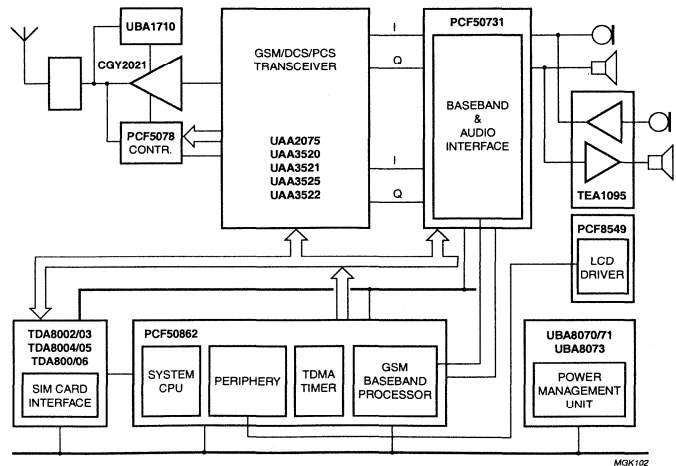 UBA1710
CGY2021
PCF5078
CONTR.
GSM/DCS/PCS
TRANSCEIVER
UAA2075
UAA3520
UAA3521
UAA3525
UAA3522
I
Q
I
Q
PCF50731
BASEBAND
&
AUDIO
INTERFACE
TEA1095
PCF8549
LCD
DRIVER
TDA8002/03
TDA8004/05
TDA800/06
SIM CARD
INTERFACE
PCF50862
SYSTEM
CPU
PERIPHERY
TDMA
TIMER
GSM
BASEBAND
PROCESSOR
UBA8070/71
UBA8073
POWER
MANAGEMENT
UNIT
MGK102